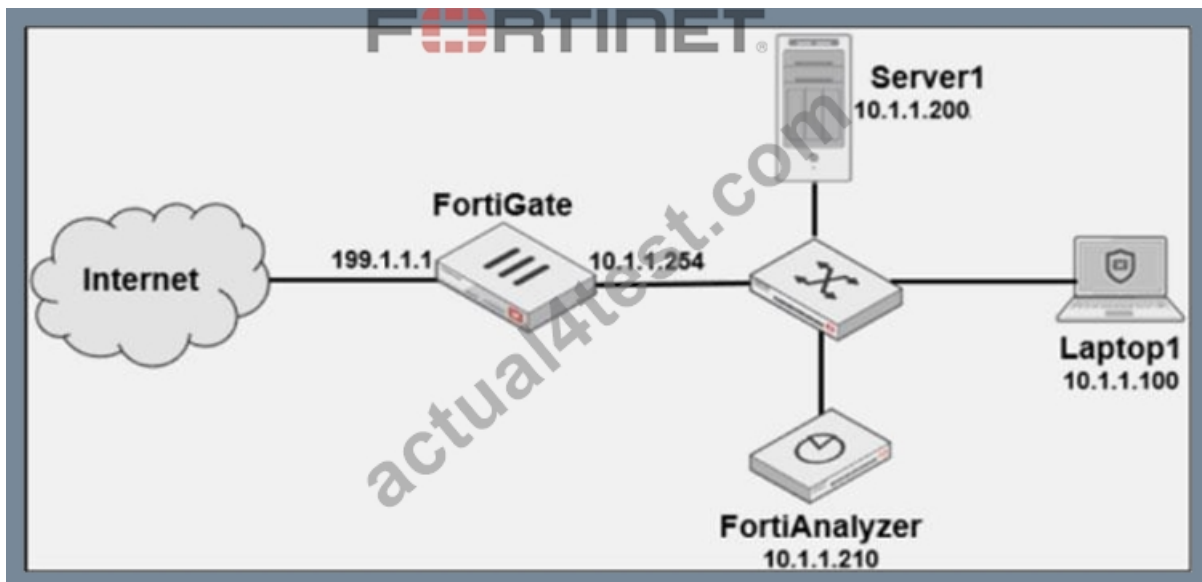 FORTINET®
Server1
10.1.1.200
FortiGate
199.1.1.1
10.1.1.254
Internet
Laptop1
10.1.1.100
FortiAnalyzer
10.1.1.210
actual4test.com